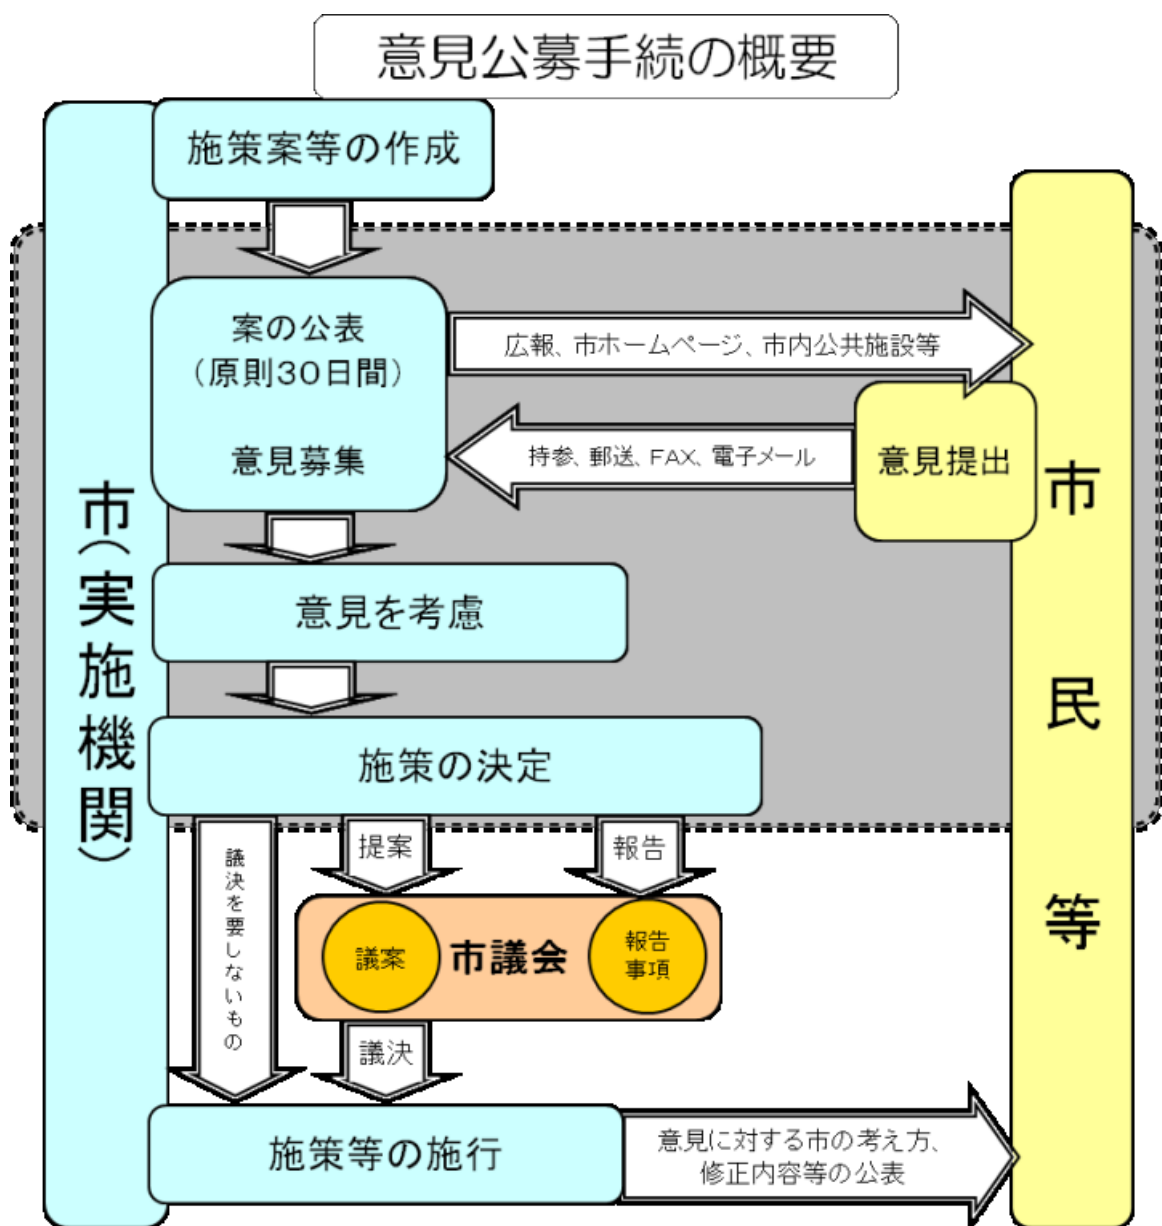 意見公募手続の概要
施策案等の作成
案の公表
（原則30日間）
意見募集
広報、市ホームページ、市内公共施設等
持参、郵送、FAX、電子メール
意見提出
市（実施機関）
市民等
意見を考慮
施策の決定
議決を要しないもの
提案
報告
議案
市議会
報告
事項
議決
施策等の施行
意見に対する市の考え方、
修正内容等の公表